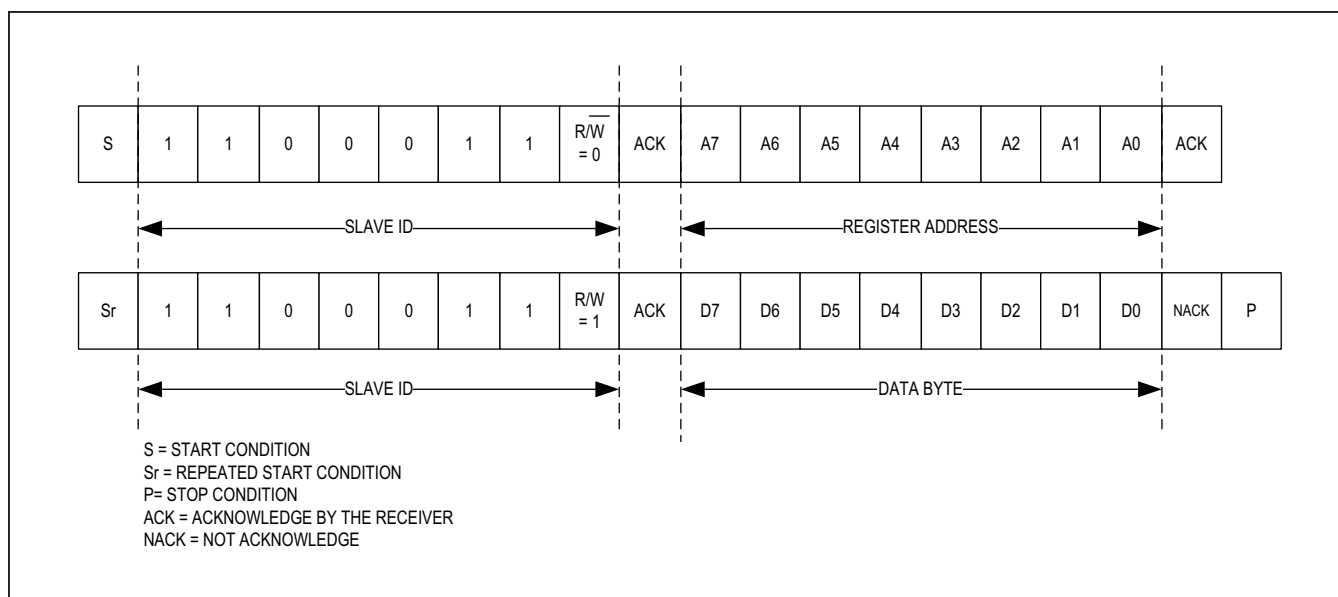 S 1 1 0 0 0 1 1 R/W̅ = 0 ACK A7 A6 A5 A4 A3 A2 A1 A0 ACK
SLAVE ID REGISTER ADDRESS
Sr 1 1 0 0 0 1 1 R/W = 1 ACK D7 D6 D5 D4 D3 D2 D1 D0 NACK P
SLAVE ID DATA BYTE
S = START CONDITION
Sr = REPEATED START CONDITION
P= STOP CONDITION
ACK = ACKNOWLEDGE BY THE RECEIVER
NACK = NOT ACKNOWLEDGE